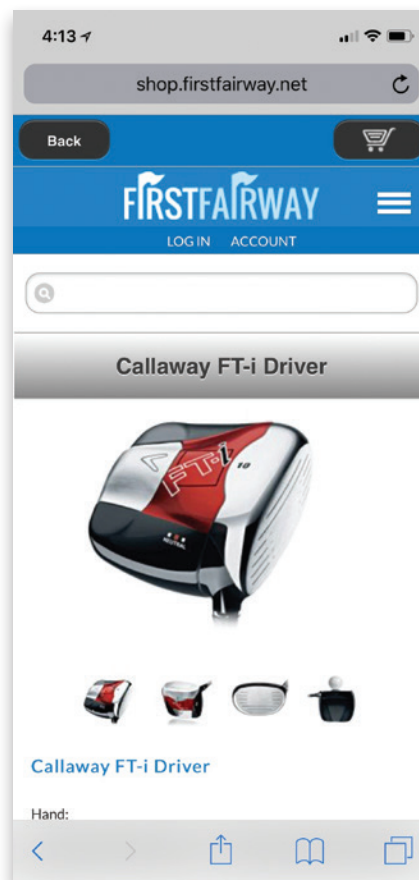 4:13
shop.firstfairway.net
Back
FIRSTFAIRWAY
LOG IN ACCOUNT
Callaway FT-i Driver
FT-i 10
NEUTRAL
Callaway FT-i Driver
Hand: